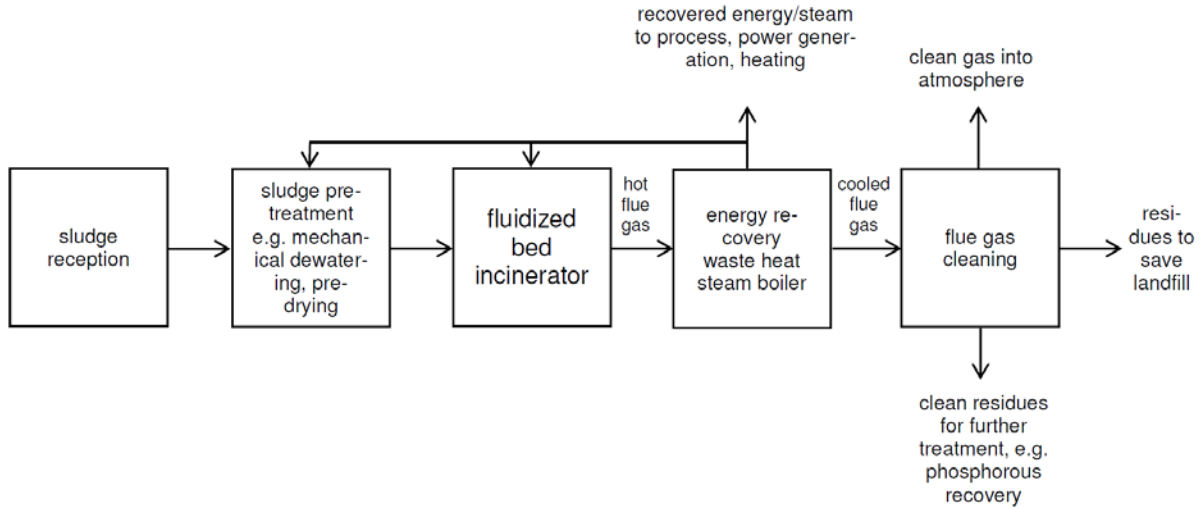 recovered energy/steam
to process, power gener-
ation, heating
clean gas into
atmosphere
sludge
reception
sludge pre-
treatment
e.g. mechan-
ical dewater-
ing, pre-
drying
fluidized
bed
incinerator
hot
flue
gas
energy re-
covery
waste heat
steam boiler
cooled
flue
gas
flue gas
cleaning
resi-
dues to
save
landfill
clean residues
for further
treatment, e.g.
phosphorous
recovery